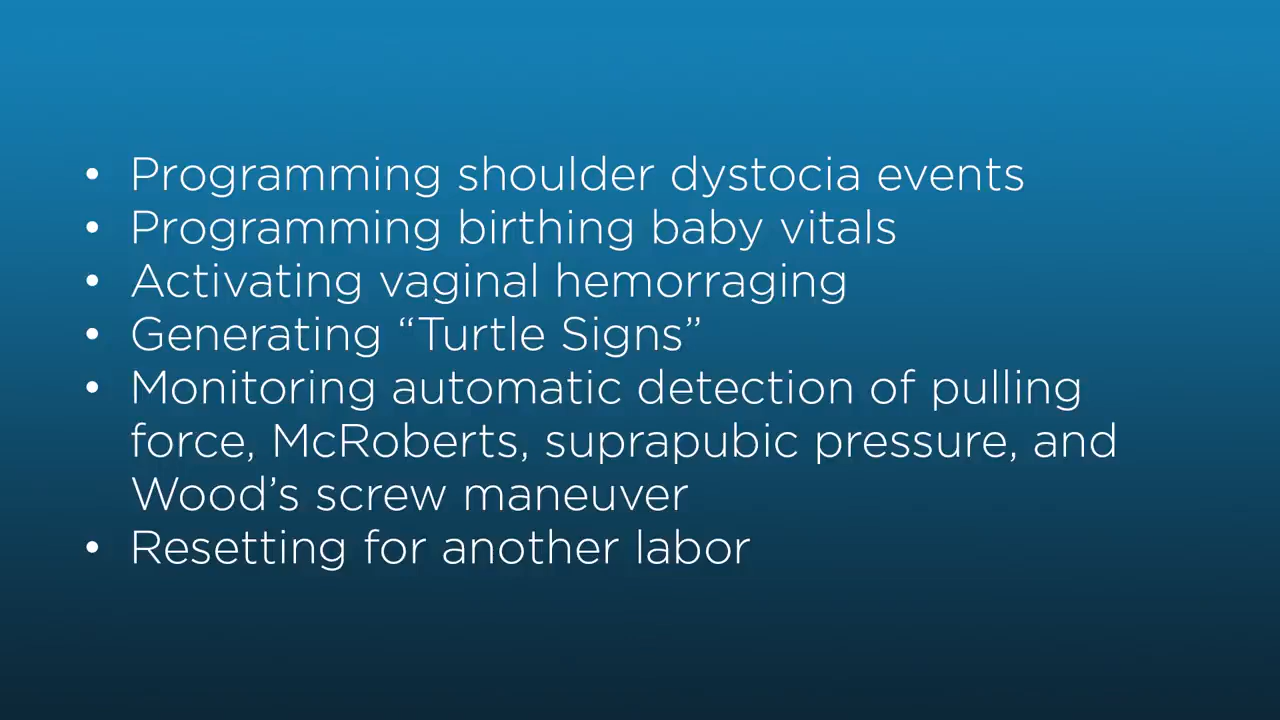 • Programming shoulder dystocia events
• Programming birthing baby vitals
• Activating vaginal hemorraging
• Generating “Turtle Signs”
• Monitoring automatic detection of pulling
force, McRoberts, suprapubic pressure, and
Wood’s screw maneuver
• Resetting for another labor